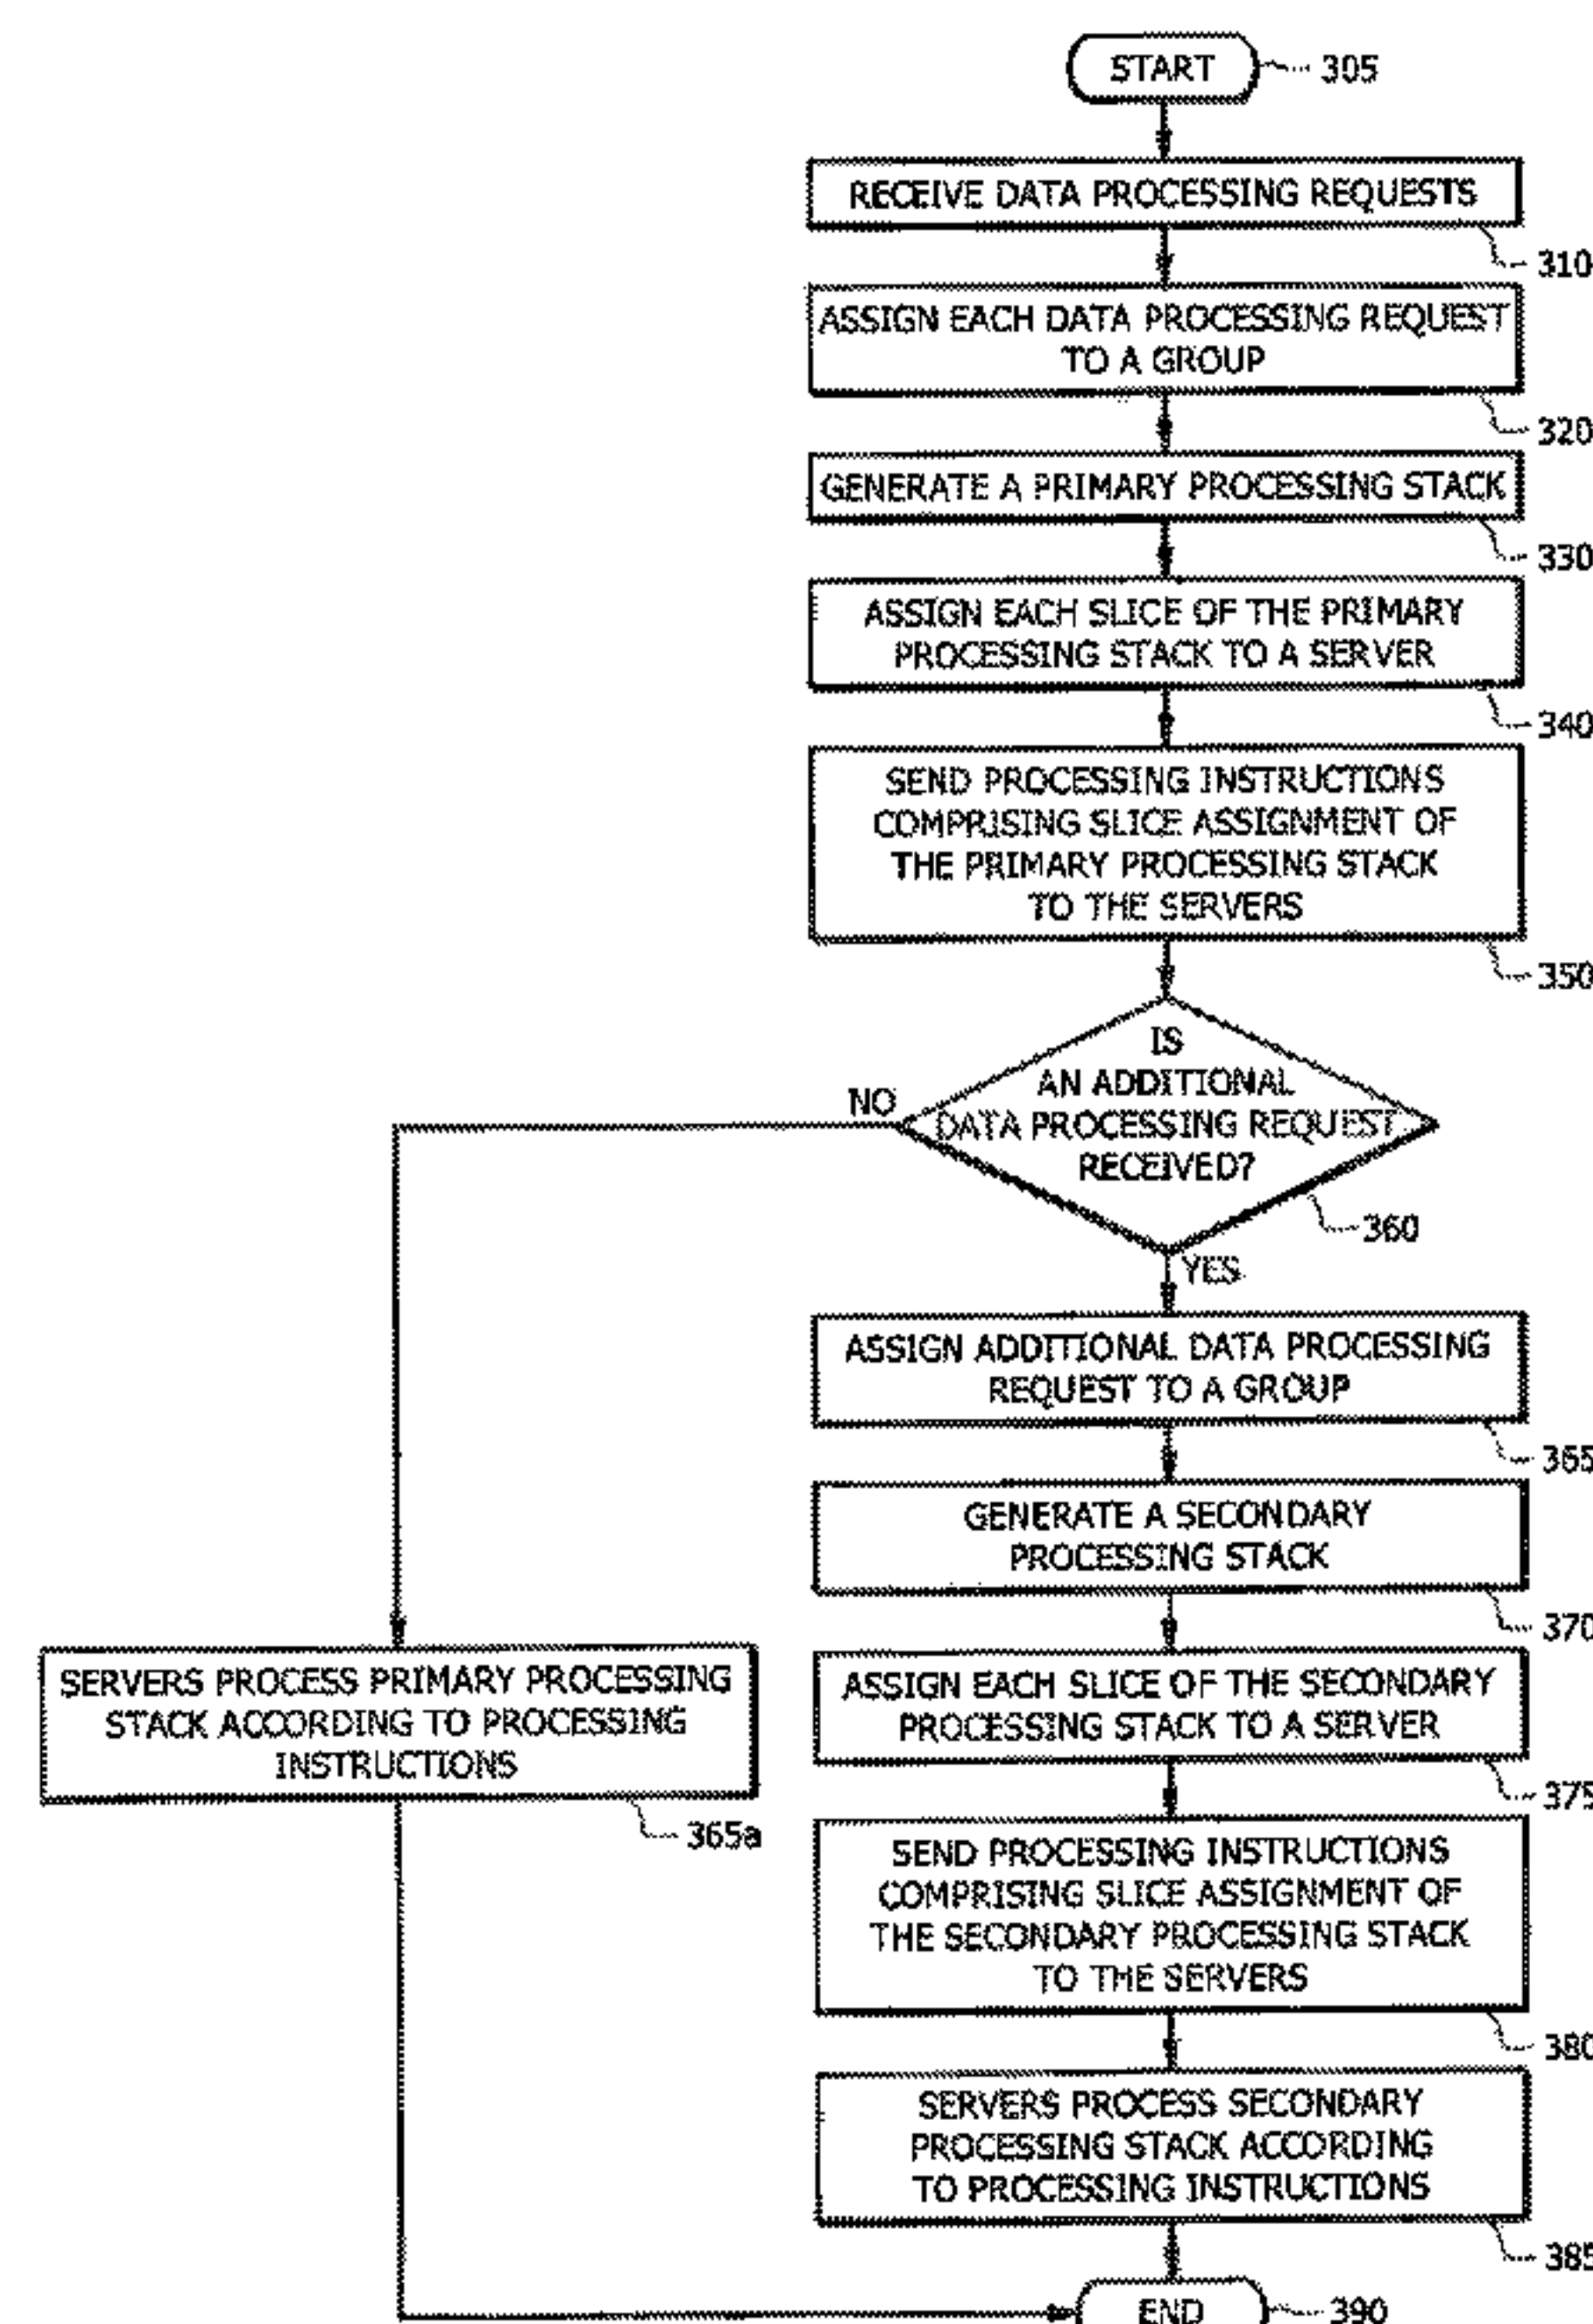 START
305
RECEIVE DATA PROCESSING REQUESTS
310
ASSIGN EACH DATA PROCESSING REQUEST
TO A GROUP
320
GENERATE A PRIMARY PROCESSING STACK
330
ASSIGN EACH SLICE OF THE PRIMARY
PROCESSING STACK TO A SERVER
340
SEND PROCESSING INSTRUCTIONS
COMPRISING SLICE ASSIGNMENT OF
THE PRIMARY PROCESSING STACK
TO THE SERVERS
350
IS
AN ADDITIONAL
DATA PROCESSING REQUEST
RECEIVED?
360
NO
YES
ASSIGN ADDITIONAL DATA PROCESSING
REQUEST TO A GROUP
365
GENERATE A SECONDARY
PROCESSING STACK
370
SERVERS PROCESS PRIMARY PROCESSING
STACK ACCORDING TO PROCESSING
INSTRUCTIONS
365a
ASSIGN EACH SLICE OF THE SECONDARY
PROCESSING STACK TO A SERVER
375
SEND PROCESSING INSTRUCTIONS
COMPRISING SLICE ASSIGNMENT OF
THE SECONDARY PROCESSING STACK
TO THE SERVERS
380
SERVERS PROCESS SECONDARY
PROCESSING STACK ACCORDING
TO PROCESSING INSTRUCTIONS
385
END
390